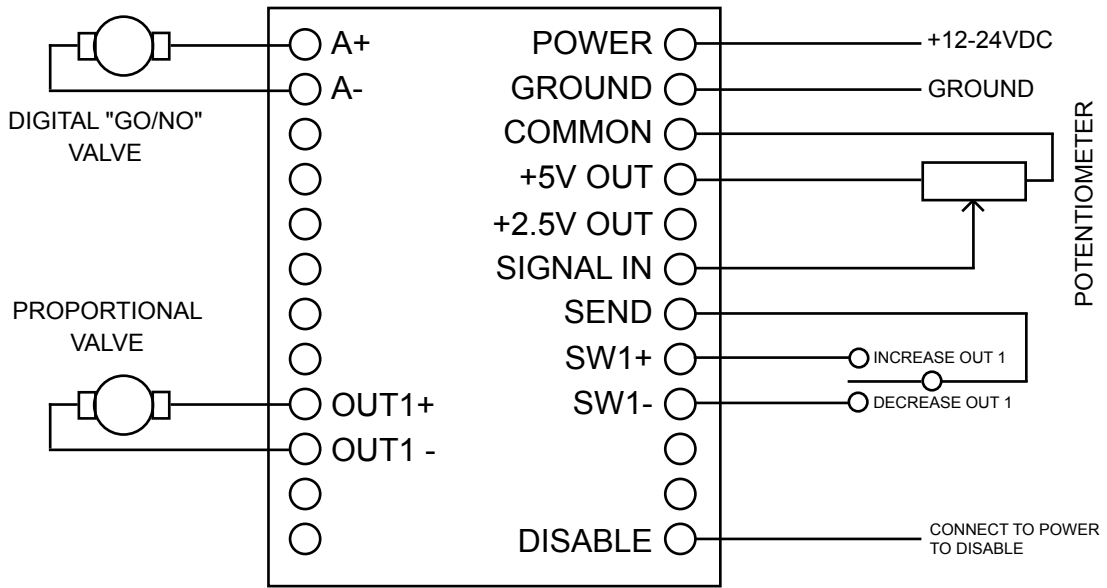 A+
A-
DIGITAL "GO/NO"
VALVE
PROPORTIONAL
VALVE
OUT1+
OUT1 -
POWER
GROUND
COMMON
+5V OUT
+2.5V OUT
SIGNAL IN
SEND
SW1+
SW1-
DISABLE
+12-24VDC
GROUND
POTENTIOMETER
INCREASE OUT 1
DECREASE OUT 1
CONNECT TO POWER
TO DISABLE